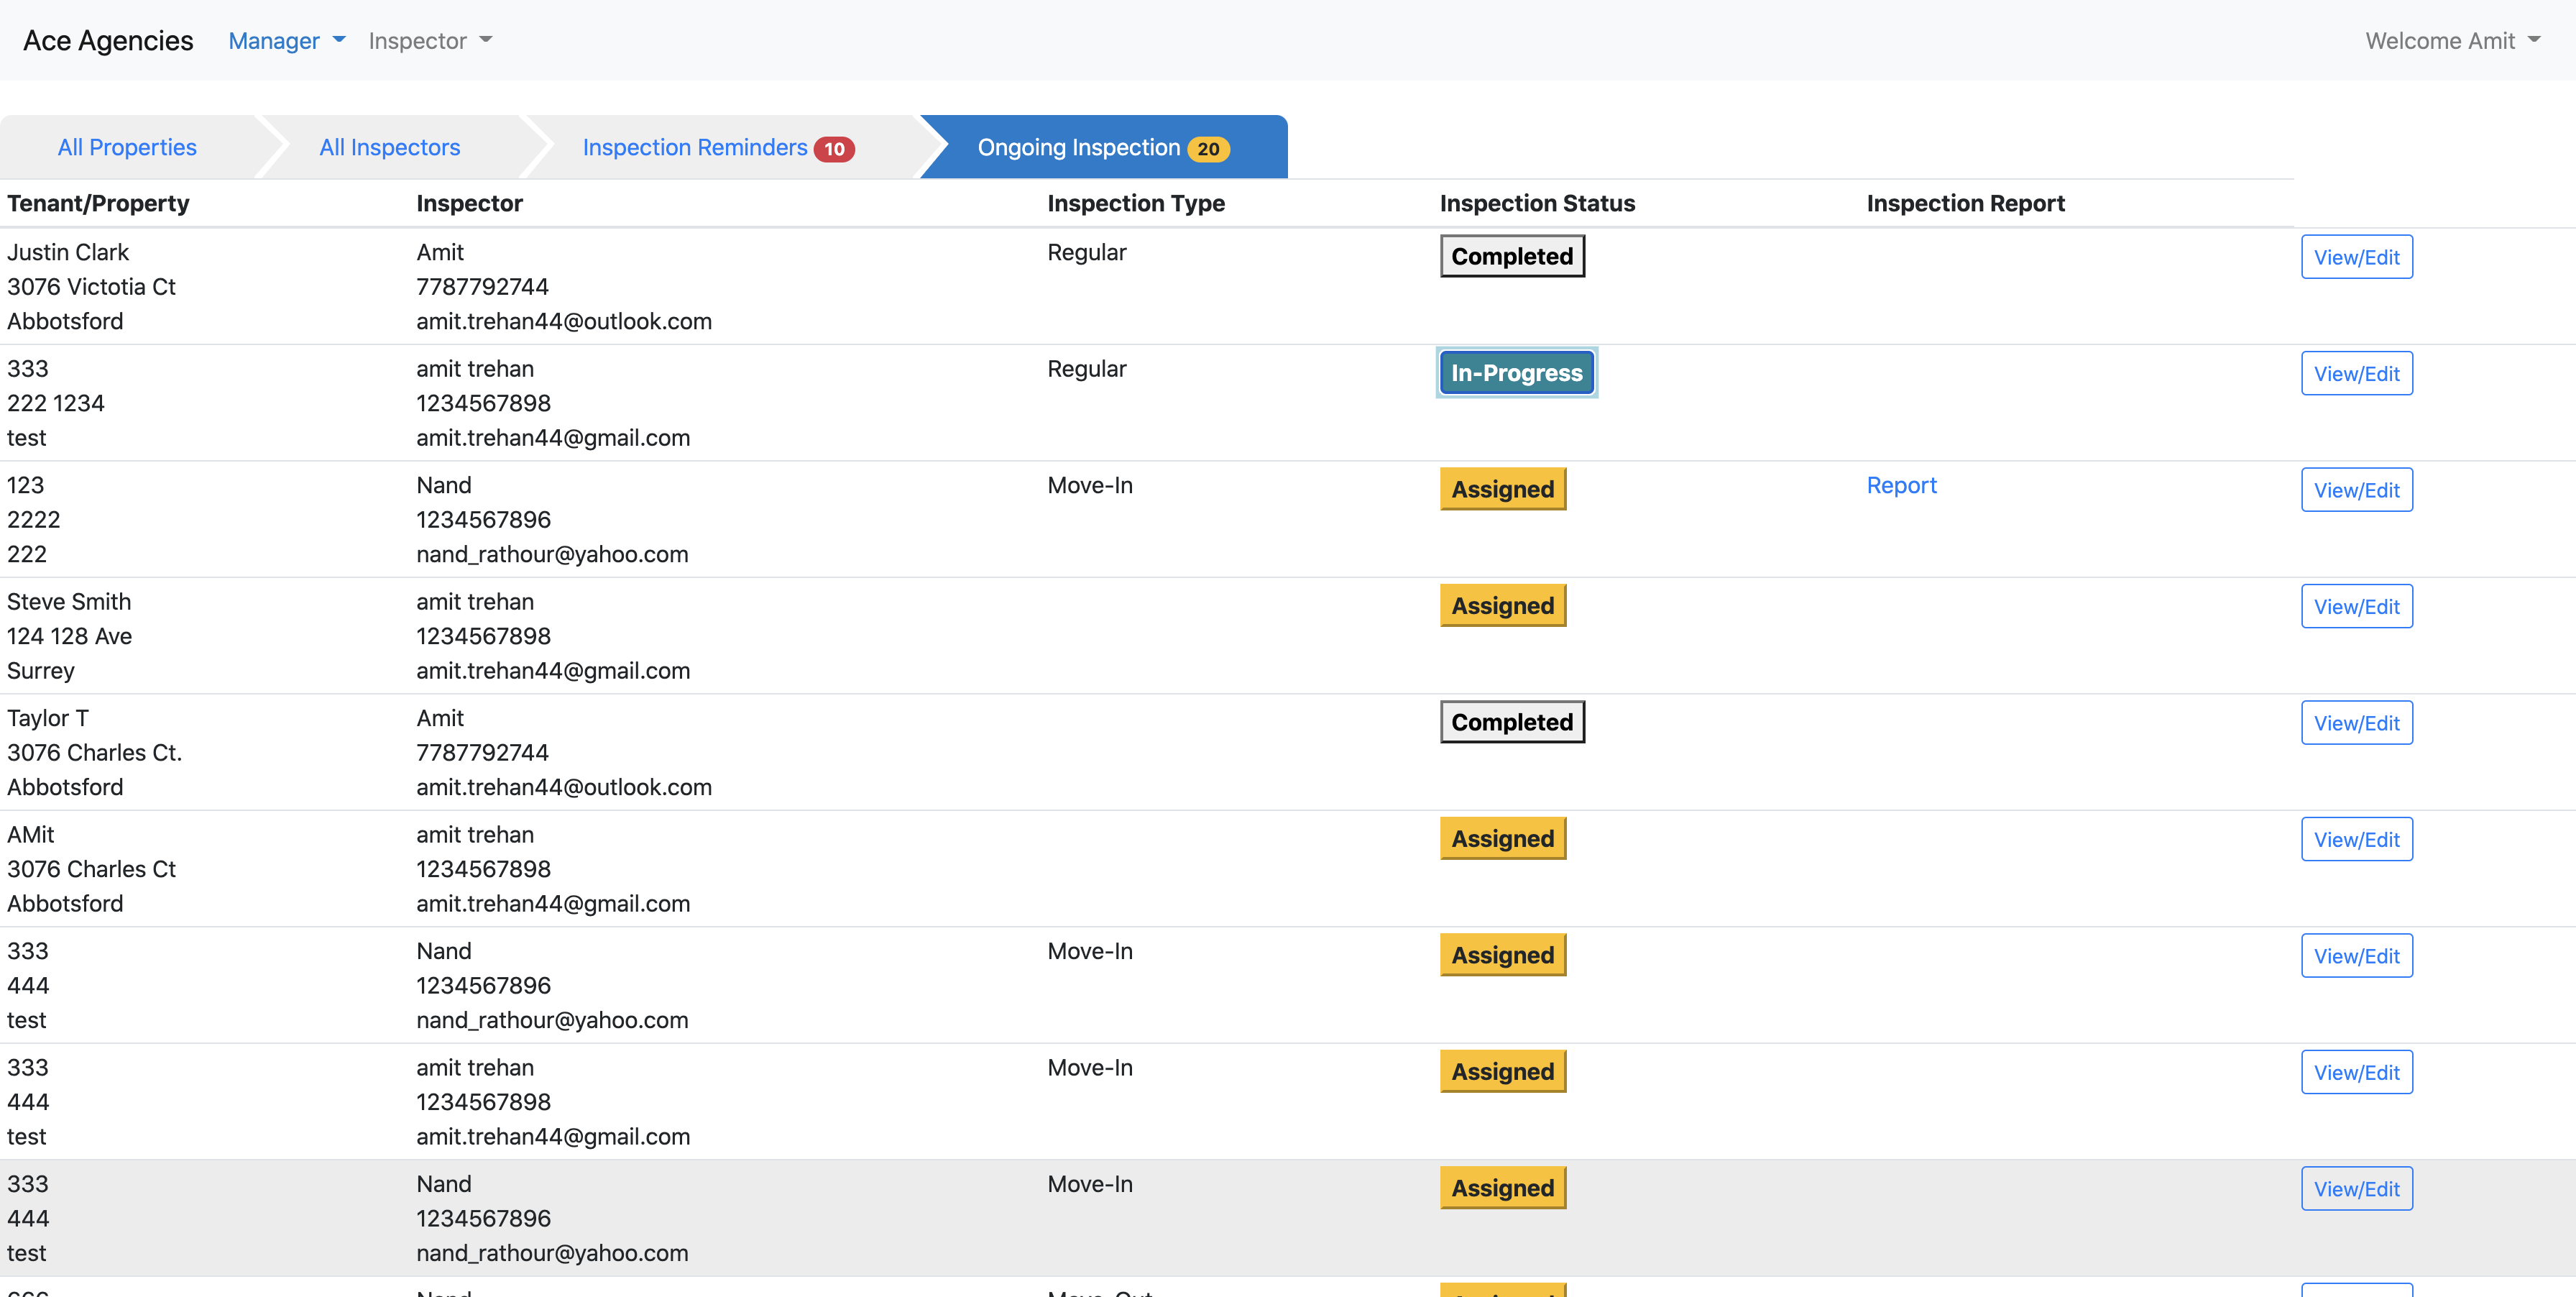 Ace Agencies Manager Inspector Welcome Amit
All Properties All Inspectors Inspection Reminders 10 Ongoing Inspection 20
Tenant/Property Inspector Inspection Type Inspection Status Inspection Report
Justin Clark Amit Regular Completed View/Edit
3076 Victotia Ct 7787792744
Abbotsford amit.trehan44@outlook.com
333 amit trehan Regular In-Progress View/Edit
222 1234 1234567898
test amit.trehan44@gmail.com
123 Nand Move-In Assigned Report View/Edit
2222 1234567896
222 nand_rathour@yahoo.com
Steve Smith amit trehan Assigned View/Edit
124 128 Ave 1234567898
Surrey amit.trehan44@gmail.com
Taylor T Amit Completed View/Edit
3076 Charles Ct. 7787792744
Abbotsford amit.trehan44@outlook.com
AMit amit trehan Assigned View/Edit
3076 Charles Ct 1234567898
Abbotsford amit.trehan44@gmail.com
333 Nand Move-In Assigned View/Edit
444 1234567896
test nand_rathour@yahoo.com
333 amit trehan Move-In Assigned View/Edit
444 1234567898
test amit.trehan44@gmail.com
333 Nand Move-In Assigned View/Edit
444 1234567896
test nand_rathour@yahoo.com